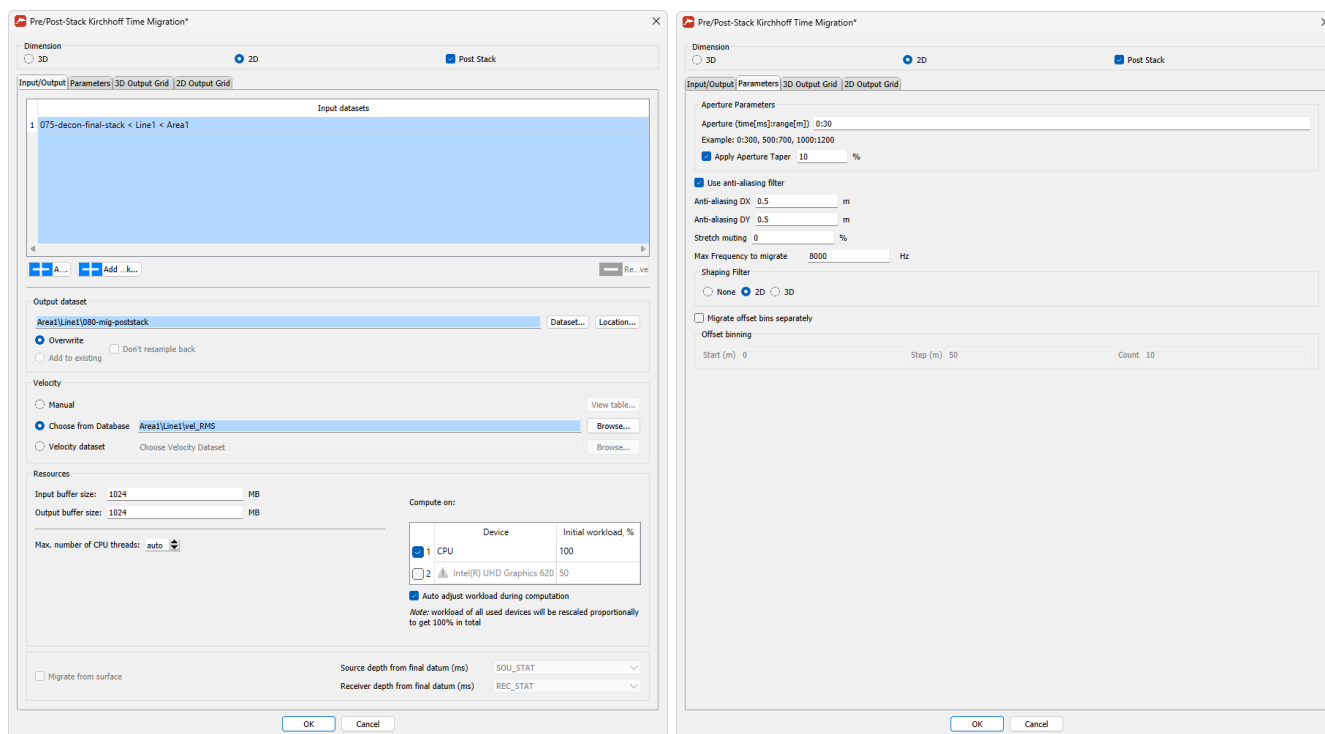 Pre/Post-Stack Kirchhoff Time Migration*
Dimension
3D 2D Post Stack
Input/Output Parameters 3D Output Grid 2D Output Grid
Input datasets
1 075-decon-final-stack < Line1 < Area1
A... Add ...k... Re...ve
Output dataset
Area1\Line1\080-mig-poststack Dataset... Location...
Overwrite
Don't resample back
Add to existing
Velocity
Manual View table...
Choose from Database Area1\Line1\vel_RMS Browse...
Velocity dataset Choose Velocity Dataset Browse...
Resources
Input buffer size: 1024 MB
Output buffer size: 1024 MB
Max. number of CPU threads: auto
Compute on:
Device Initial workload, %
1 CPU 100
2 Intel(R) UHD Graphics 620 50
Auto adjust workload during computation
Note: workload of all used devices will be rescaled proportionally
to get 100% in total
Migrate from surface
Source depth from final datum (ms) SOU_STAT
Receiver depth from final datum (ms) REC_STAT
OK Cancel
Pre/Post-Stack Kirchhoff Time Migration*
Dimension
3D 2D Post Stack
Input/Output Parameters 3D Output Grid 2D Output Grid
Aperture Parameters
Aperture (time[ms]:range[m]) 0:30
Example: 0:300, 500:700, 1000:1200
Apply Aperture Taper 10 %
Use anti-aliasing filter
Anti-aliasing DX 0.5 m
Anti-aliasing DY 0.5 m
Stretch muting 0 %
Max Frequency to migrate 8000 Hz
Shaping Filter
None 2D 3D
Migrate offset bins separately
Offset binning
Start (m) 0 Step (m) 50 Count 10
OK Cancel